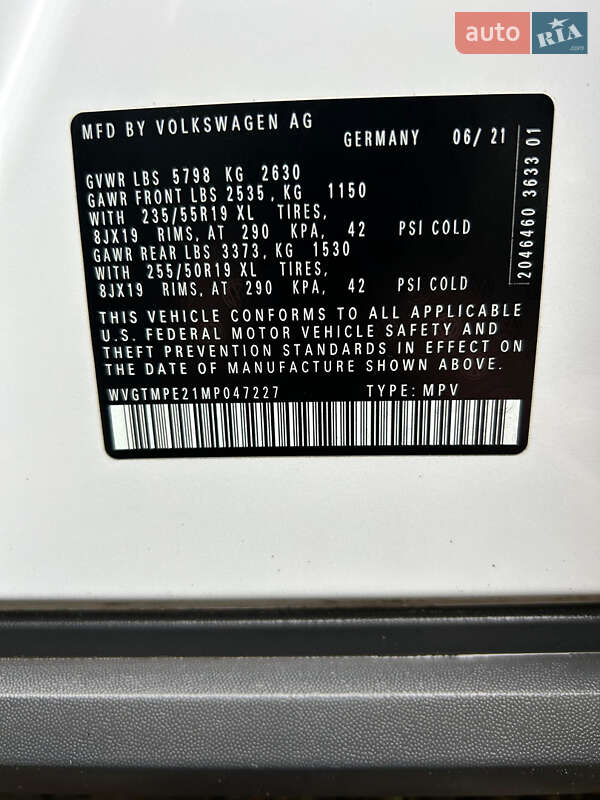 auto RIA .com
MFD BY VOLKSWAGEN AG
GERMANY 06/ 21
GVWR LBS 5798 KG 2630
GAWR FRONT LBS 2535, KG 1150
WITH 235/55R19 XL TIRES,
8JX19 RIMS, AT 290 KPA, 42 PSI COLD
GAWR REAR LBS 3373, KG 1530
WITH 255/50R19 XL TIRES,
8JX19 RIMS, AT 290 KPA, 42 PSI COLD
THIS VEHICLE CONFORMS TO ALL APPLICABLE
U.S. FEDERAL MOTOR VEHICLE SAFETY AND
THEFT PREVENTION STANDARDS IN EFFECT ON
THE DATE OF MANUFACTURE SHOWN ABOVE.
WVGTMPE21MP047227 TYPE: MPV
2046460 3633 01